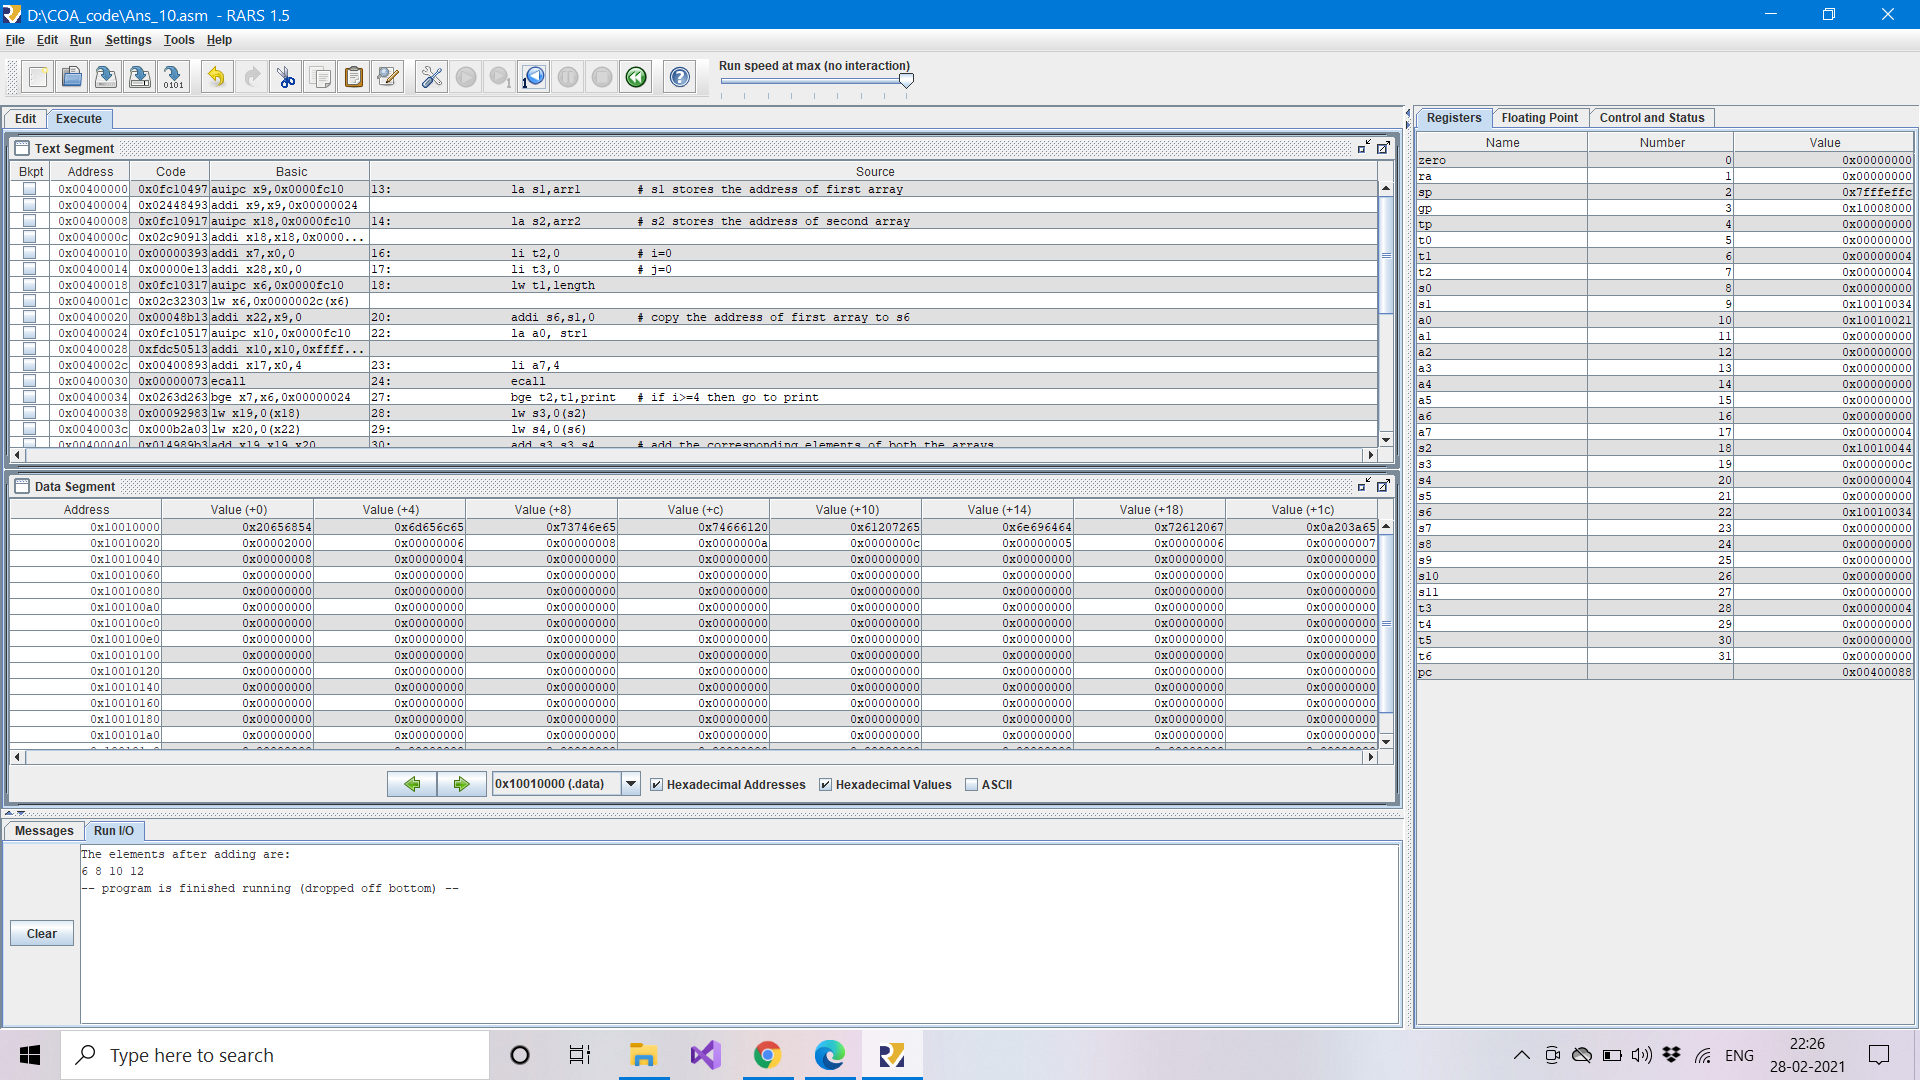 D:\COA_code\Ans_10.asm - RARS 1.5
File Edit Run Settings Tools Help
Run speed at max (no interaction)
Edit Execute
Text Segment
Bkpt Address Code Basic Source
0x00400000 0x0fc10497 auipc x9,0x0000fc10 13: la s1,arr1 # s1 stores the address of first array
0x00400004 0x02448493 addi x9,x9,0x00000024
0x00400008 0x0fc10917 auipc x18,0x0000fc10 14: la s2,arr2 # s2 stores the address of second array
0x0040000c 0x02c90913 addi x18,x18,0x0000...
0x00400010 0x00000393 addi x7,x0,0 16: li t2,0 # i=0
0x00400014 0x00000e13 addi x28,x0,0 17: li t3,0 # j=0
0x00400018 0x0fc10317 auipc x6,0x0000fc10 18: lw t1,length
0x0040001c 0x02c32303 lw x6,0x0000002c(x6)
0x00400020 0x00048b13 addi x22,x9,0 20: addi s6,s1,0 # copy the address of first array to s6
0x00400024 0x0fc10517 auipc x10,0x0000fc10 22: la a0, str1
0x00400028 0xfdc50513 addi x10,x10,0xffff...
0x0040002c 0x00400893 addi x17,x0,4 23: li a7,4
0x00400030 0x00000073 ecall 24: ecall
0x00400034 0x0263d263 bge x7,x6,0x00000024 27: bge t2,t1,print # if i>=4 then go to print
0x00400038 0x00092983 lw x19,0(x18) 28: lw s3,0(s2)
0x0040003c 0x000b2a03 lw x20,0(x22) 29: lw s4,0(s6)
0x00400040 0x014989b3 add x19,x19,x20 30: add s3,s3,s4 # add the corresponding elements of both the arrays
Data Segment
Address Value (+0) Value (+4) Value (+8) Value (+c) Value (+10) Value (+14) Value (+18) Value (+1c)
0x10010000 0x20656854 0x6d656c65 0x73746e65 0x74666120 0x61207265 0x6e696464 0x72612067 0x0a203a65
0x10010020 0x00002000 0x00000006 0x00000008 0x0000000a 0x0000000c 0x00000005 0x00000006 0x00000007
0x10010040 0x00000008 0x00000004 0x00000000 0x00000000 0x00000000 0x00000000 0x00000000 0x00000000
0x10010060 0x00000000 0x00000000 0x00000000 0x00000000 0x00000000 0x00000000 0x00000000 0x00000000
0x10010080 0x00000000 0x00000000 0x00000000 0x00000000 0x00000000 0x00000000 0x00000000 0x00000000
0x100100a0 0x00000000 0x00000000 0x00000000 0x00000000 0x00000000 0x00000000 0x00000000 0x00000000
0x100100c0 0x00000000 0x00000000 0x00000000 0x00000000 0x00000000 0x00000000 0x00000000 0x00000000
0x100100e0 0x00000000 0x00000000 0x00000000 0x00000000 0x00000000 0x00000000 0x00000000 0x00000000
0x10010100 0x00000000 0x00000000 0x00000000 0x00000000 0x00000000 0x00000000 0x00000000 0x00000000
0x10010120 0x00000000 0x00000000 0x00000000 0x00000000 0x00000000 0x00000000 0x00000000 0x00000000
0x10010140 0x00000000 0x00000000 0x00000000 0x00000000 0x00000000 0x00000000 0x00000000 0x00000000
0x10010160 0x00000000 0x00000000 0x00000000 0x00000000 0x00000000 0x00000000 0x00000000 0x00000000
0x10010180 0x00000000 0x00000000 0x00000000 0x00000000 0x00000000 0x00000000 0x00000000 0x00000000
0x100101a0 0x00000000 0x00000000 0x00000000 0x00000000 0x00000000 0x00000000 0x00000000 0x00000000
0x10010000 (.data) Hexadecimal Addresses Hexadecimal Values ASCII
Messages Run I/O
The elements after adding are:
6 8 10 12
-- program is finished running (dropped off bottom) --
Clear
Registers Floating Point Control and Status
Name Number Value
zero 0 0x00000000
ra 1 0x00000000
sp 2 0x7fffeffc
gp 3 0x10008000
tp 4 0x00000000
t0 5 0x00000000
t1 6 0x00000004
t2 7 0x00000004
s0 8 0x00000000
s1 9 0x10010034
a0 10 0x10010021
a1 11 0x00000000
a2 12 0x00000000
a3 13 0x00000000
a4 14 0x00000000
a5 15 0x00000000
a6 16 0x00000000
a7 17 0x00000004
s2 18 0x10010044
s3 19 0x0000000c
s4 20 0x00000004
s5 21 0x00000000
s6 22 0x10010034
s7 23 0x00000000
s8 24 0x00000000
s9 25 0x00000000
s10 26 0x00000000
s11 27 0x00000000
t3 28 0x00000004
t4 29 0x00000000
t5 30 0x00000000
t6 31 0x00000000
pc 0x00400088
Type here to search
ENG
22:26
28-02-2021